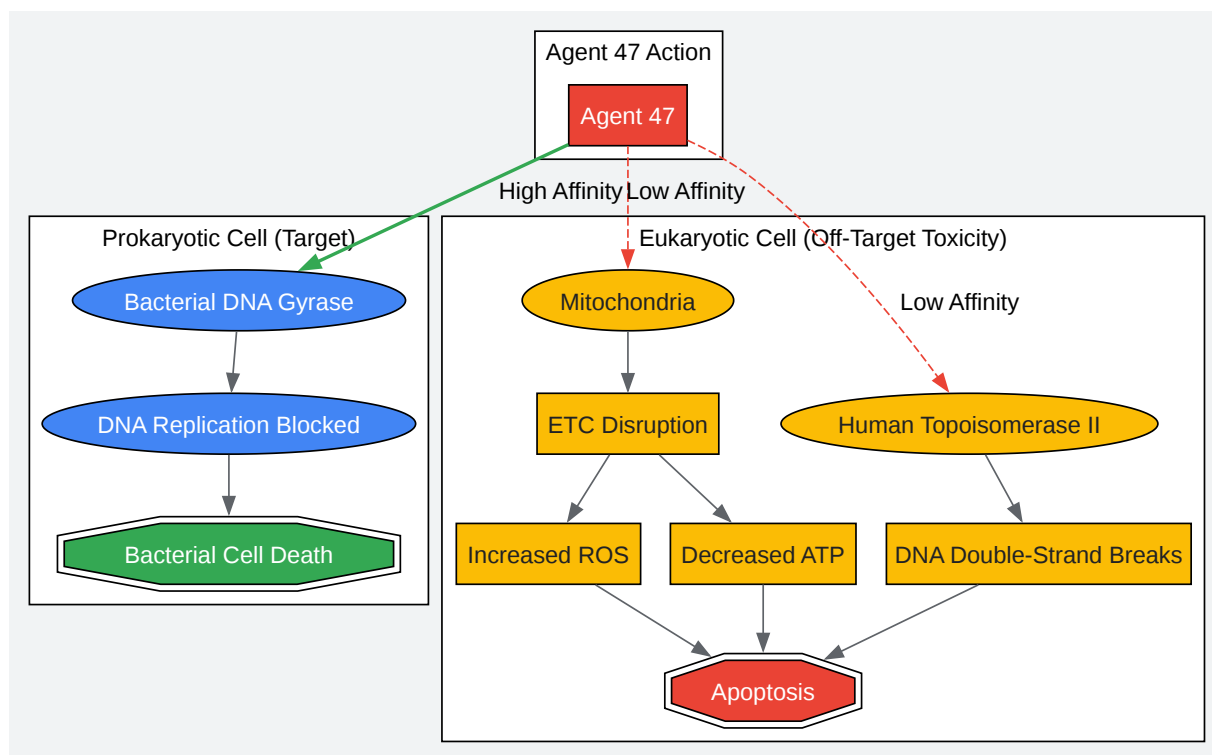 Agent 47 Action
Agent 47
High Affinity
Low Affinity
Prokaryotic Cell (Target)
Bacterial DNA Gyrase
DNA Replication Blocked
Bacterial Cell Death
Eukaryotic Cell (Off-Target Toxicity)
Mitochondria
Low Affinity
ETC Disruption
Human Topoisomerase II
Increased ROS
Decreased ATP
DNA Double-Strand Breaks
Apoptosis